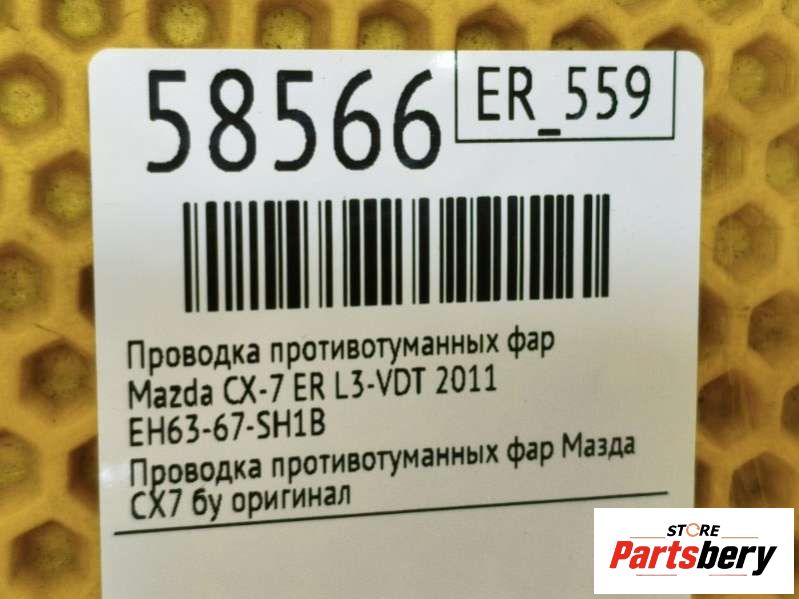 58566
ER_559
Проводка противотуманных фар
Mazda CX-7 ER L3-VDT 2011
EH63-67-SH1B
Проводка противотуманных фар Мазда
СХ7 бу оригинал
STORE
Partsbery